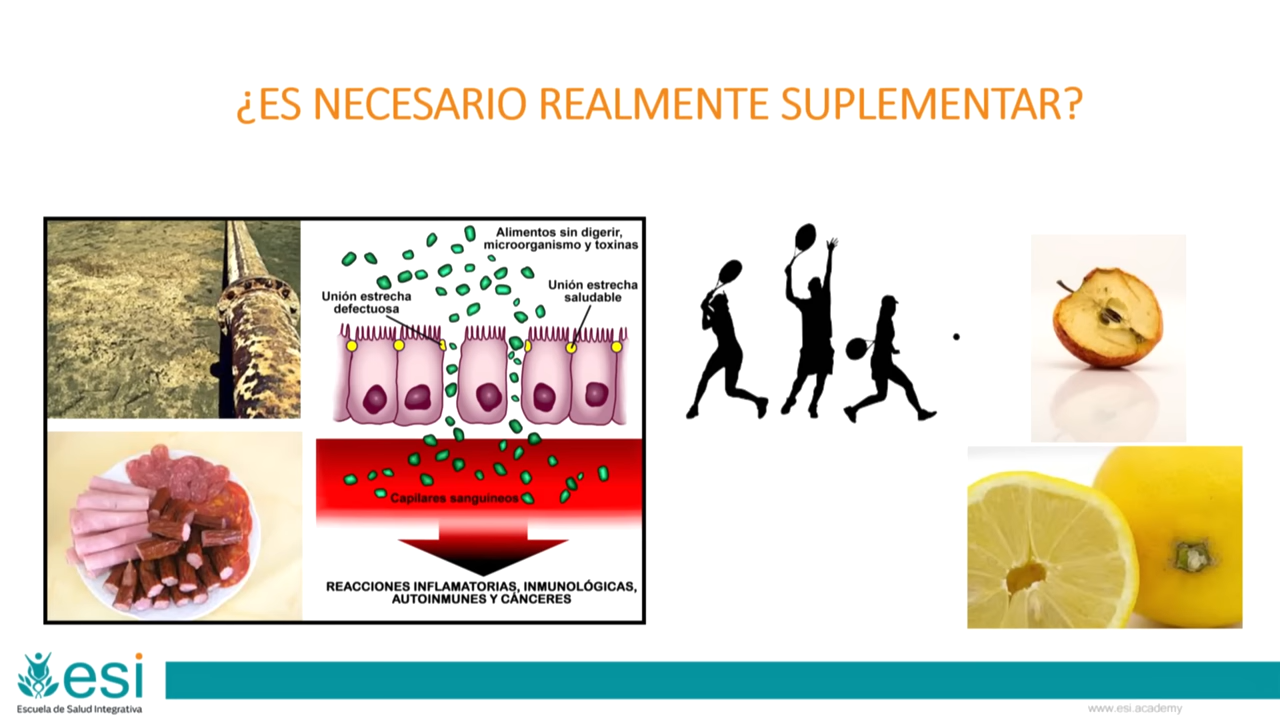 ¿ES NECESARIO REALMENTE SUPLEMENTAR?
Alimentos sin digerir,
microorganismo y toxinas
Unión estrecha
defectuosa
Unión estrecha
saludable
Capilares sanguíneos
REACCIONES INFLAMATORIAS, INMUNOLÓGICAS,
AUTOINMUNES Y CÁNCERES
esi
Escuela de Salud Integrativa
www.esi.academy